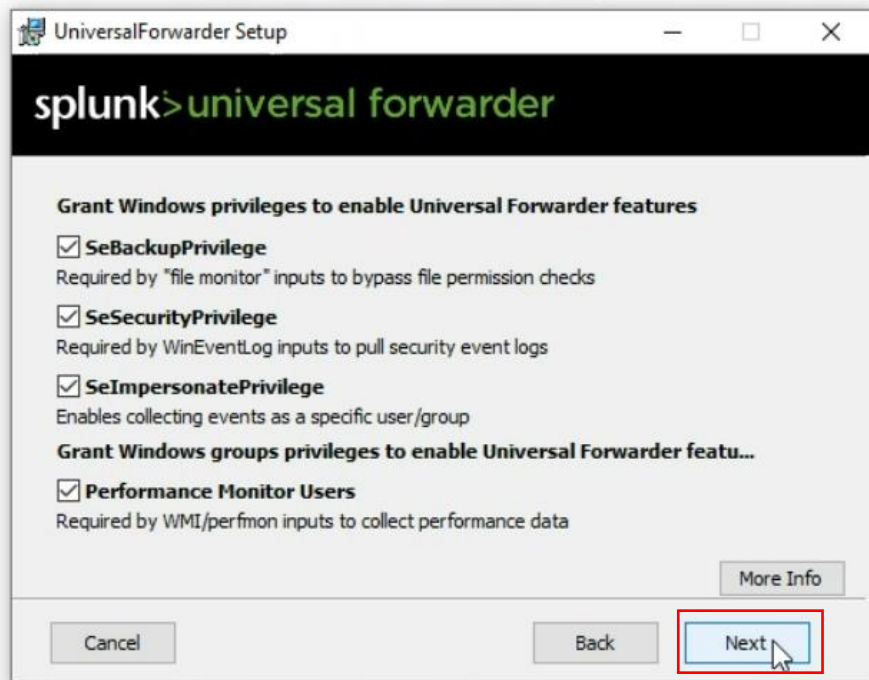 UniversalForwarder Setup
splunk>universal forwarder
Grant Windows privileges to enable Universal Forwarder features
SeBackupPrivilege
Required by "file monitor" inputs to bypass file permission checks
SeSecurityPrivilege
Required by WinEventLog inputs to pull security event logs
SeImpersonatePrivilege
Enables collecting events as a specific user/group
Grant Windows groups privileges to enable Universal Forwarder featu...
Performance Monitor Users
Required by WMI/perfmon inputs to collect performance data
More Info
Cancel Back Next